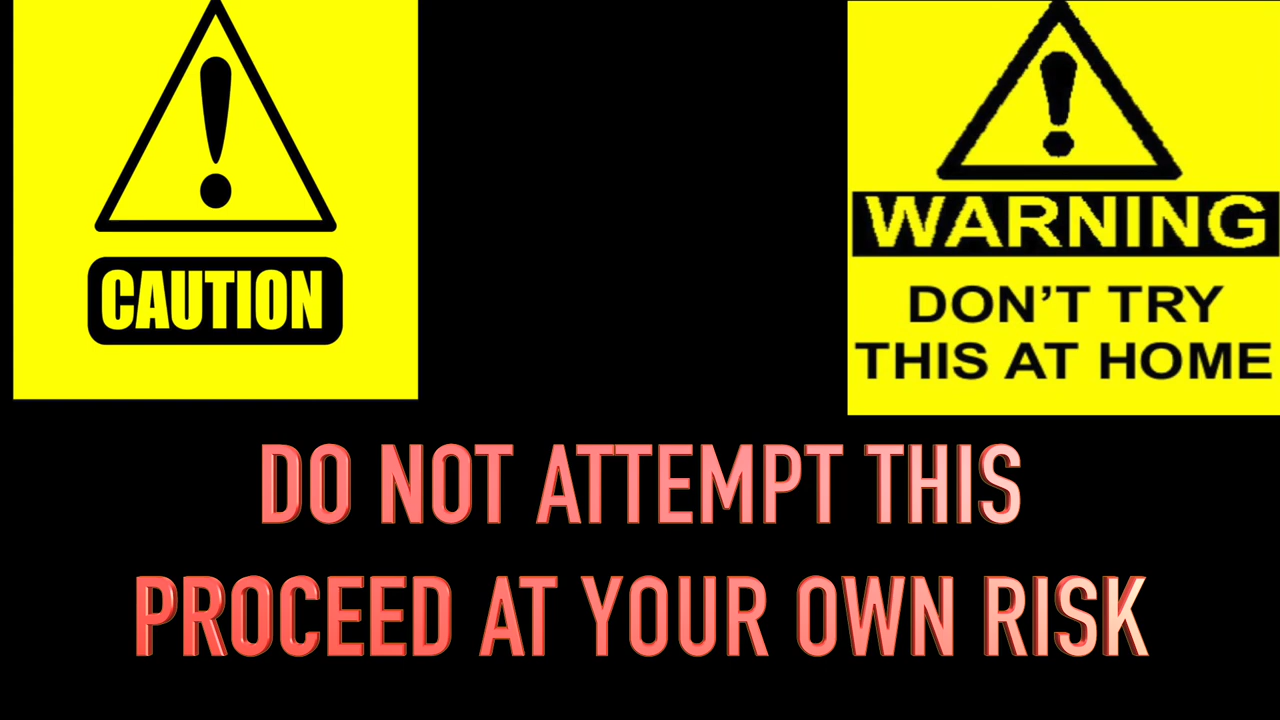 CAUTION
WARNING
DON'T TRY
THIS AT HOME
DO NOT ATTEMPT THIS
PROCEED AT YOUR OWN RISK